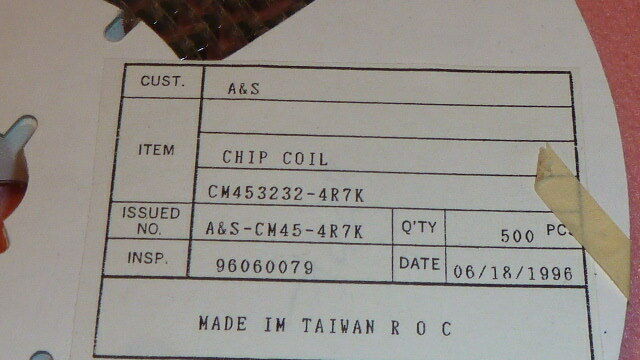 CUST. A&S
ITEM
CHIP COIL
CM453232-4R7K
ISSUED NO. A&S-CM45-4R7K Q'TY 500 PC
INSP. 96060079 DATE 06/18/1996
MADE IM TAIWAN R O C